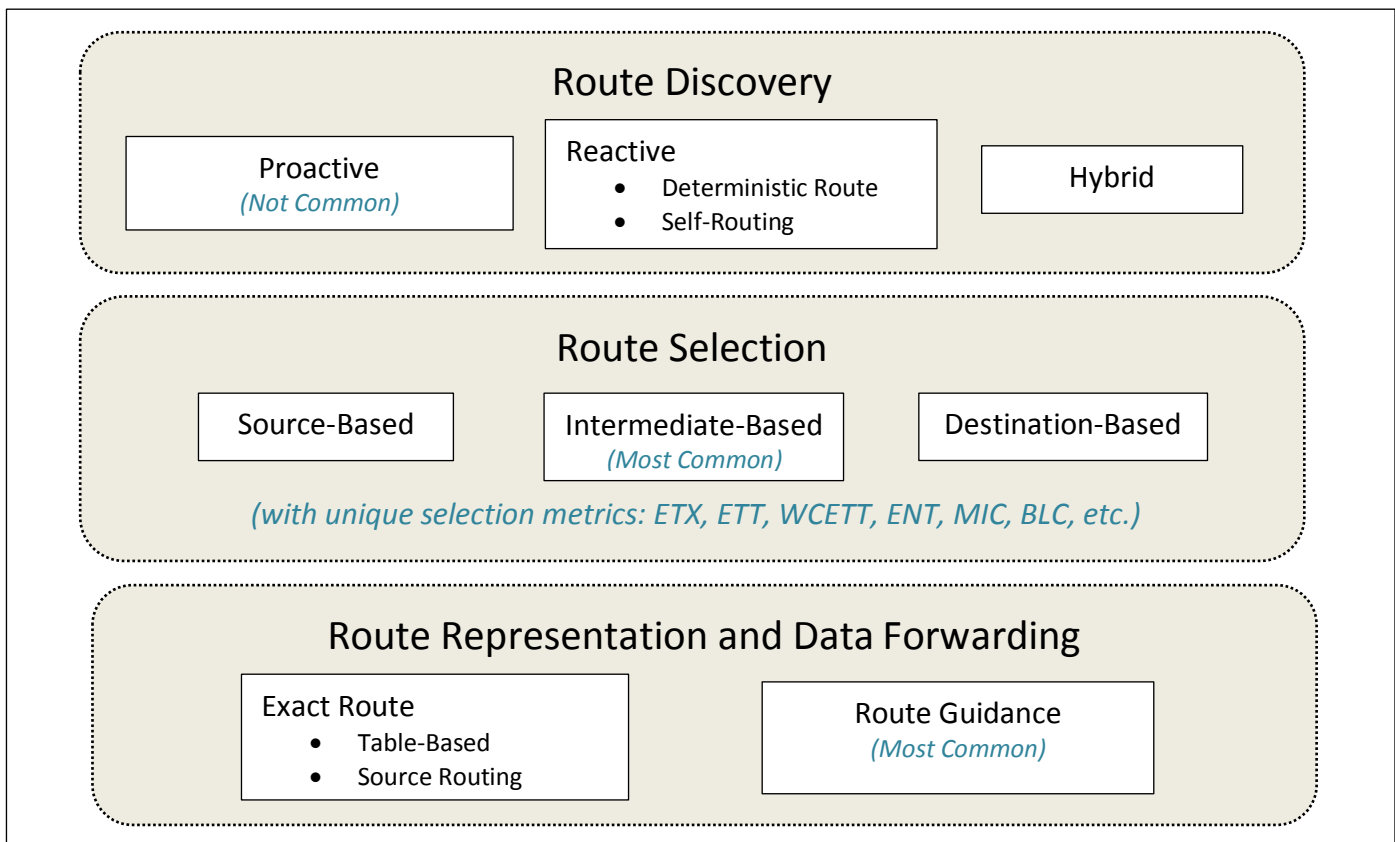 Route Discovery
Proactive
(Not Common)
Reactive
• Deterministic Route
• Self-Routing
Hybrid
Route Selection
Source-Based
Intermediate-Based
(Most Common)
Destination-Based
(with unique selection metrics: ETX, ETT, WCETT, ENT, MIC, BLC, etc.)
Route Representation and Data Forwarding
Exact Route
• Table-Based
• Source Routing
Route Guidance
(Most Common)